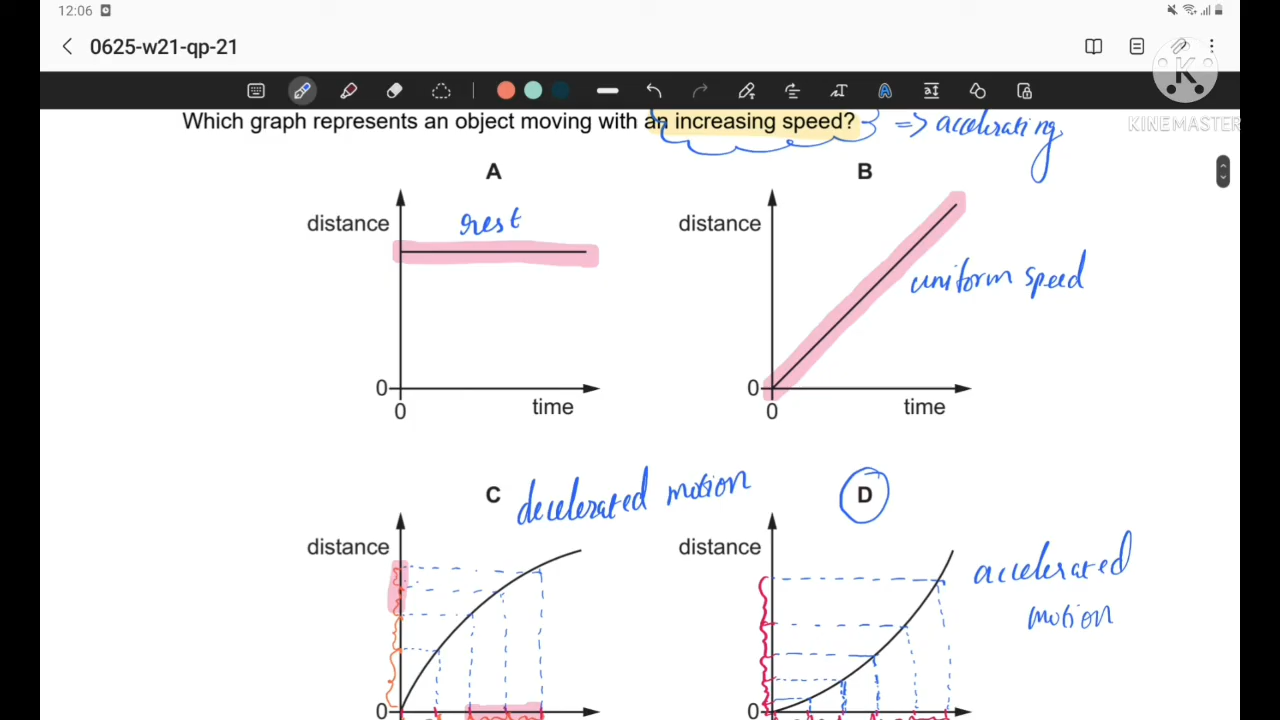 12:06
0625-w21-qp-21
K
KINEMASTER
Which graph represents an object moving with an increasing speed? => accelerating
A
B
distance
rest
distance
uniform speed
0
0
time
0
0
time
C decelerated motion
D
distance
distance
accelerated
motion
0
0